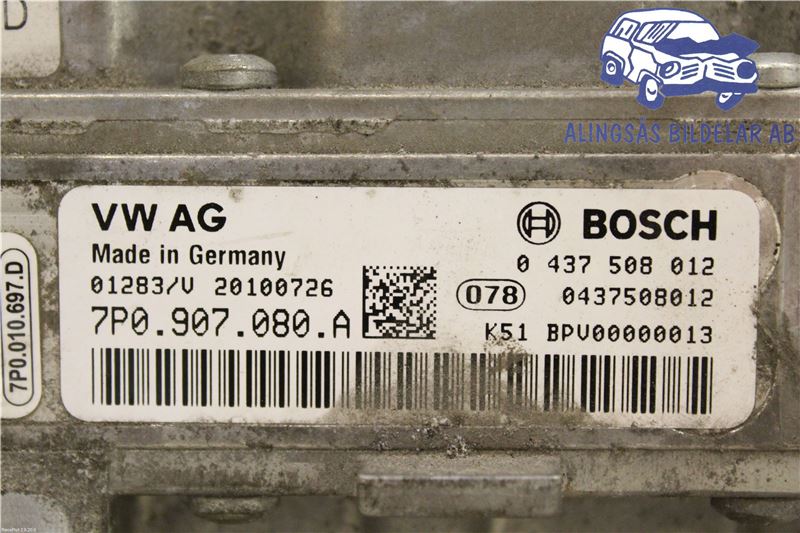 D
ALINGSÅS BILDELAR AB
VW AG
Made in Germany
01283/V 20100726
7P0.907.080.A
BOSCH
0 437 508 012
078 0437508012
K51 BPV00000013
7P0.010.697.D